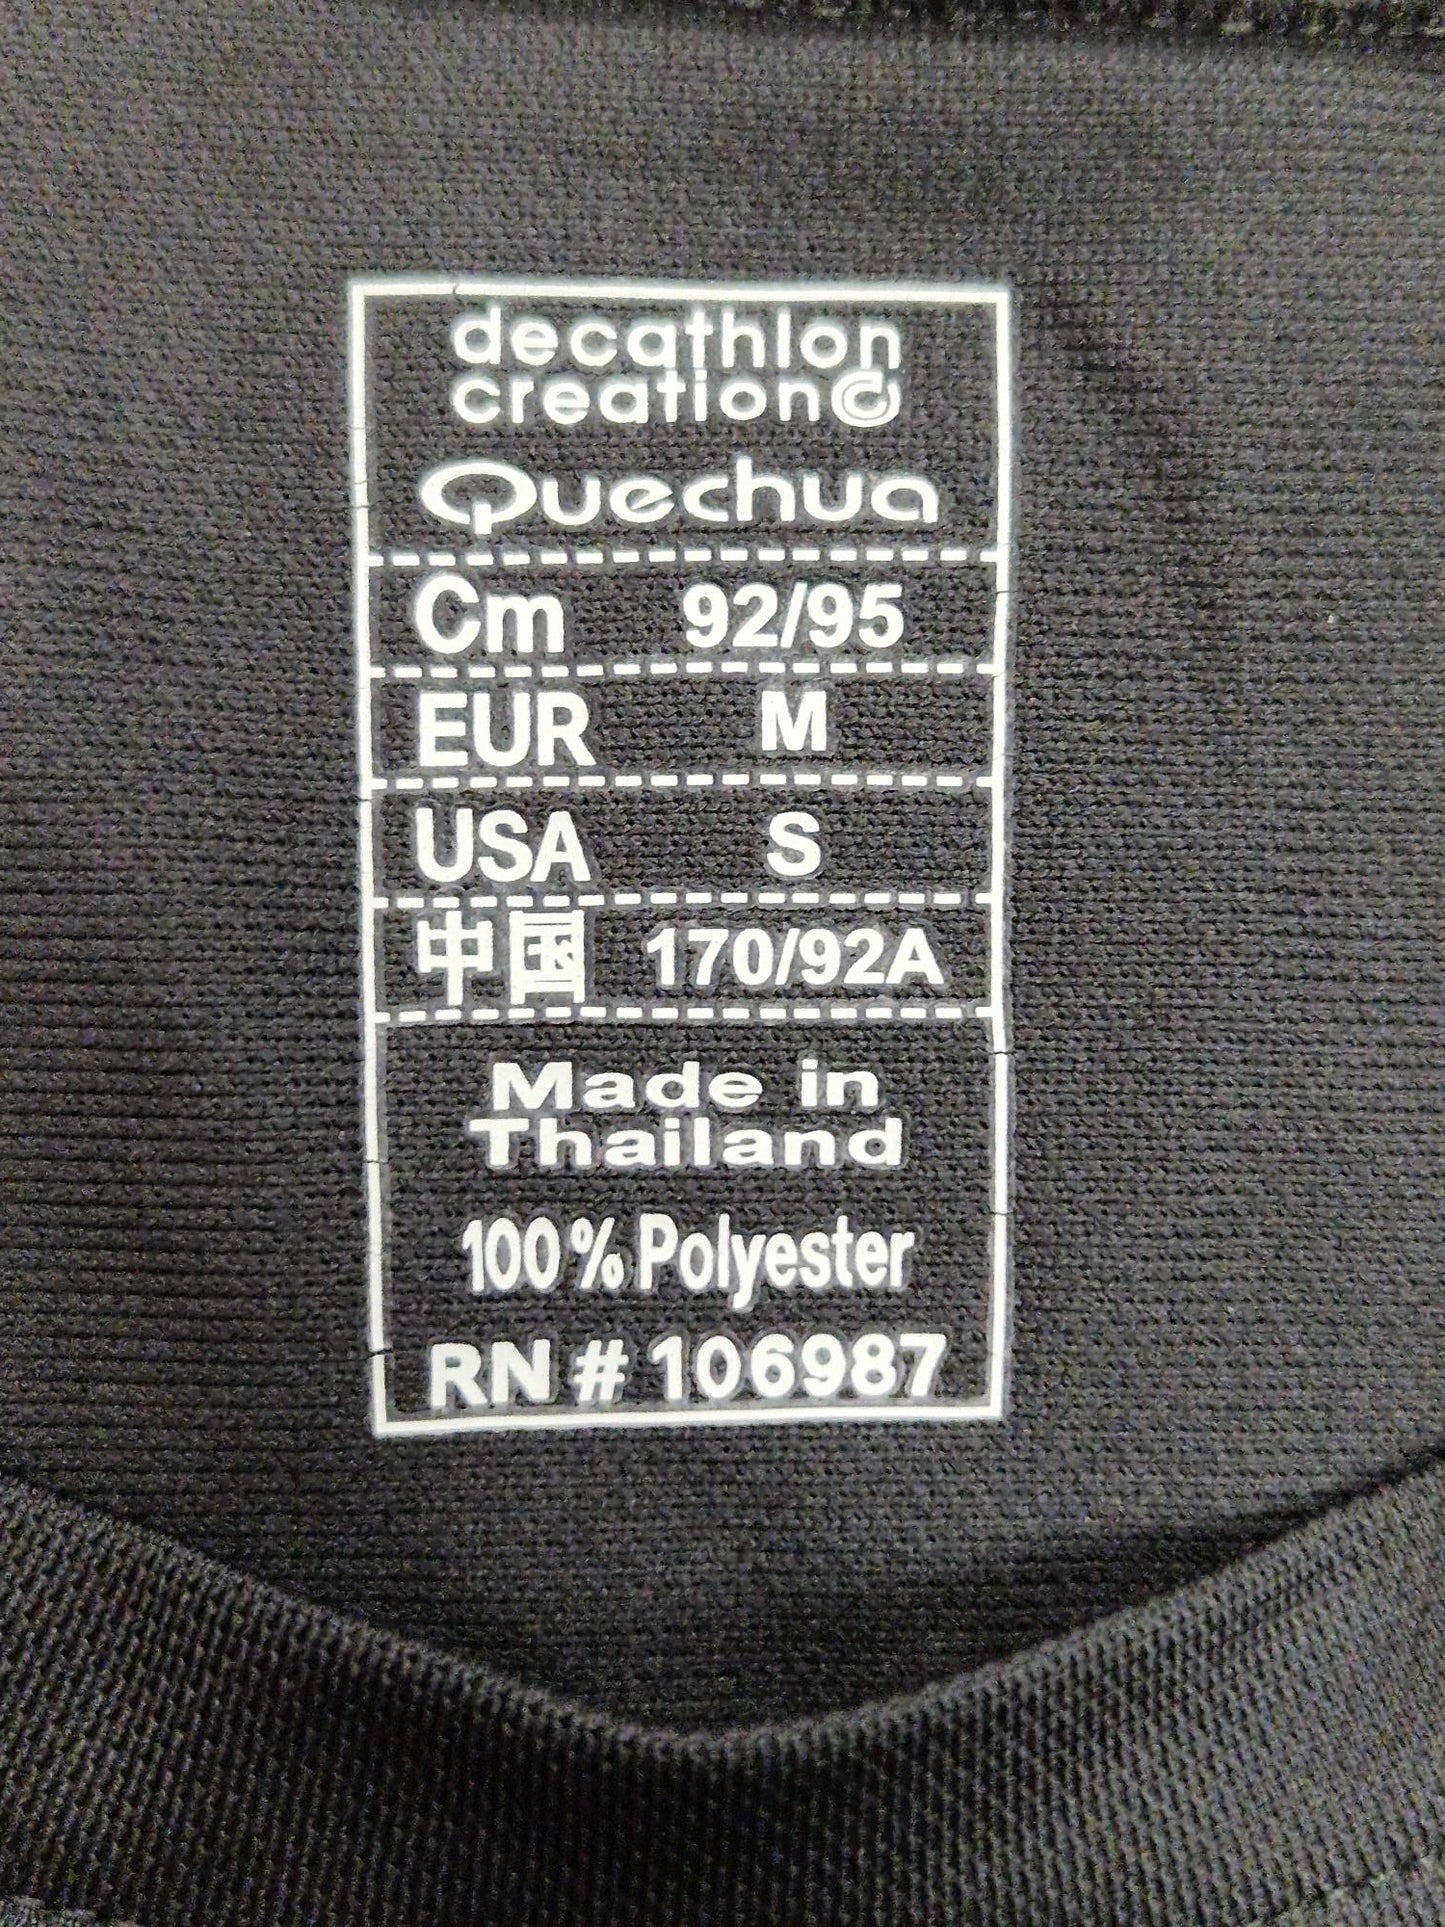 decathlon
creation©
Quechua
Cm 92/95
EUR M
USA S
中国 170/92A
Made in
Thailand
100% Polyester
RN # 106987